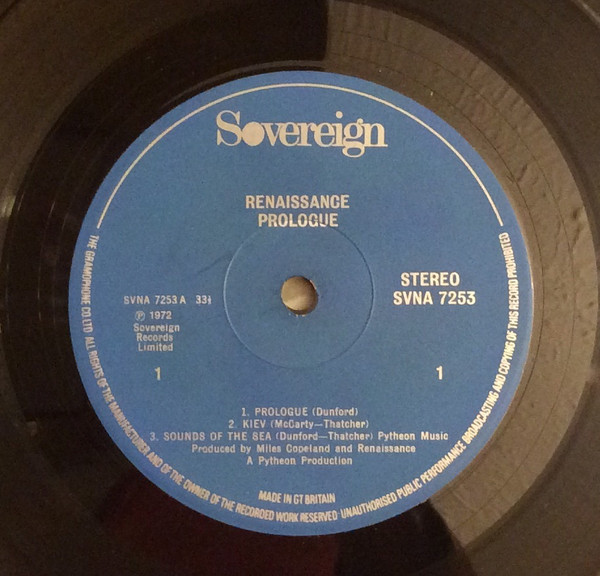 Sovereign
RENAISSANCE
PROLOGUE
STEREO
SVNA 7253
SVNA 7253 A 33⅓
Ⓟ 1972
Sovereign
Records
Limited
1
1
1. PROLOGUE (Dunford)
2. KIEV (McCarty—Thatcher)
3. SOUNDS OF THE SEA (Dunford—Thatcher) Pytheon Music
Produced by Miles Copeland and Renaissance
A Pytheon Production
MADE IN GT BRITAIN
THE GRAMOPHONE CO. LTD ALL RIGHTS OF THE MANUFACTURER AND OF THE OWNER OF THE RECORDED WORK RESERVED UNAUTHORISED PUBLIC PERFORMANCE BROADCASTING AND COPYING OF THIS RECORD PROHIBITED